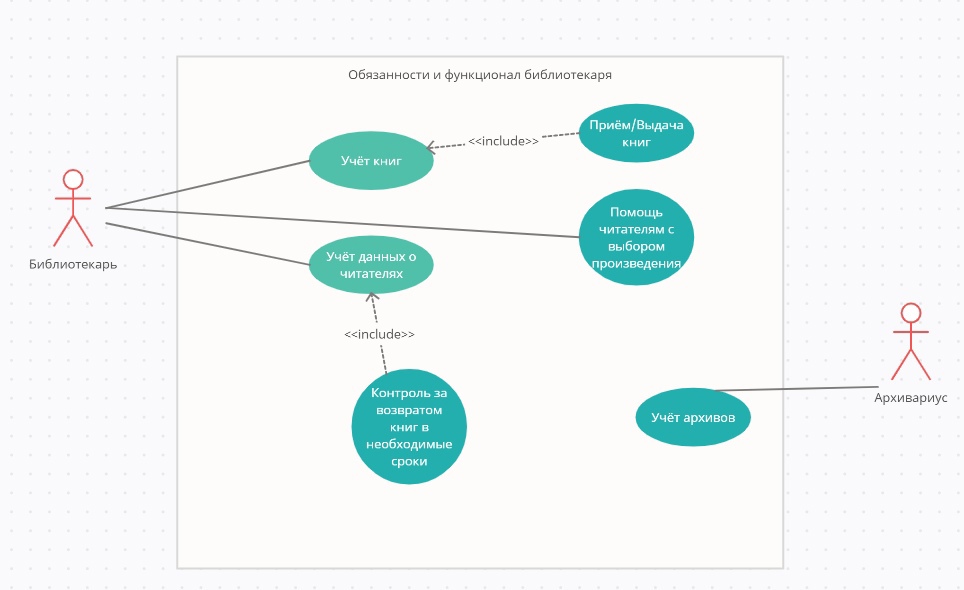 Обязанности и функционал библиотекаря
Приём/Выдача
книг
<<include>>
Учёт книг
Помощь
читателям с
выбором
произведения
Библиотекарь
Учёт данных о
читателях
<<include>>
Контроль за
возвратом
книг в
необходимые
сроки
Архивариус
Учёт архивов